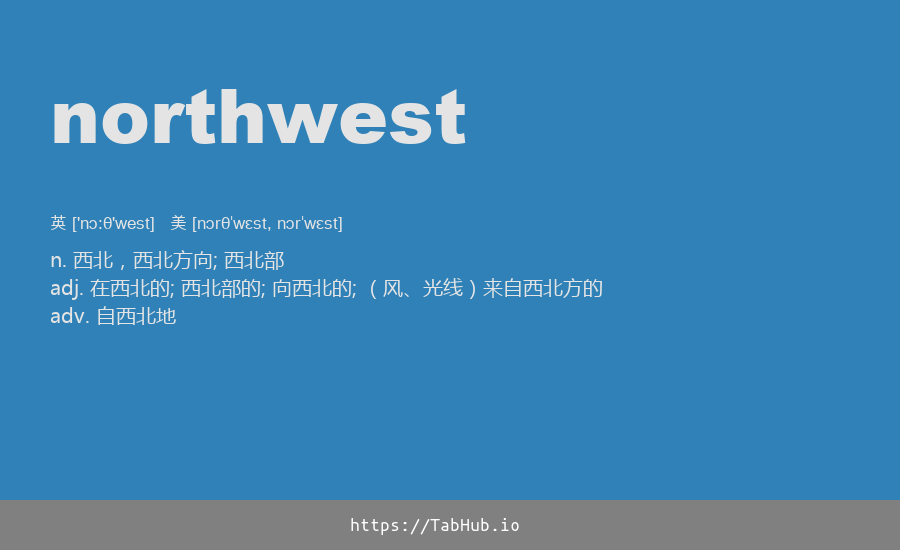 northwest
英 ['nɔ:θ'west] 美 [nɔrθˈwɛst, nɔrˈwɛst]
n. 西北，西北方向; 西北部
adj. 在西北的; 西北部的; 向西北的; （风、光线）来自西北方的
adv. 自西北地
https://TabHub.io